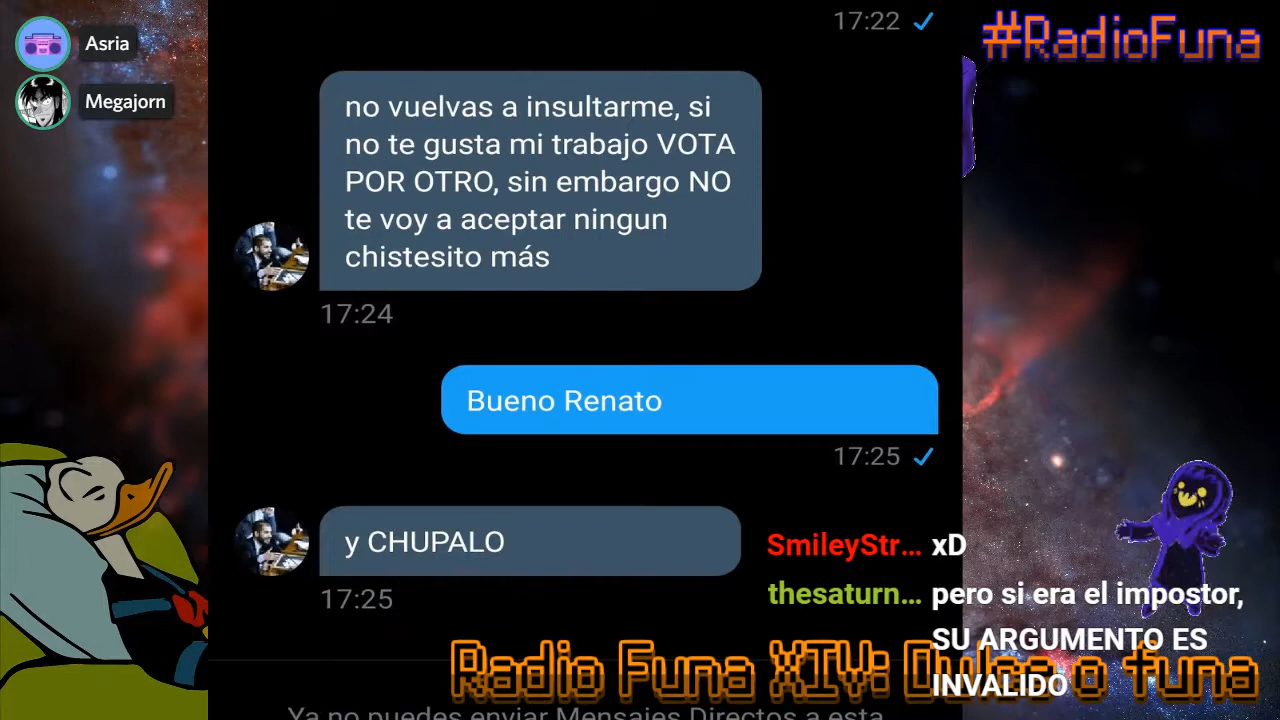 Asria
Megajorn
17:22
#RadioFuna
no vuelvas a insultarme, si
no te gusta mi trabajo VOTA
POR OTRO, sin embargo NO
te voy a aceptar ningun
chistesito más
17:24
Bueno Renato
17:25
y CHUPALO
17:25
SmileyStr... xD
thesaturn... pero si era el impostor,
SU ARGUMENTO ES
INVALIDO
Radio Funa XIV: Dulce o funa
Ya no puedes enviar Mensajes Directos a esta